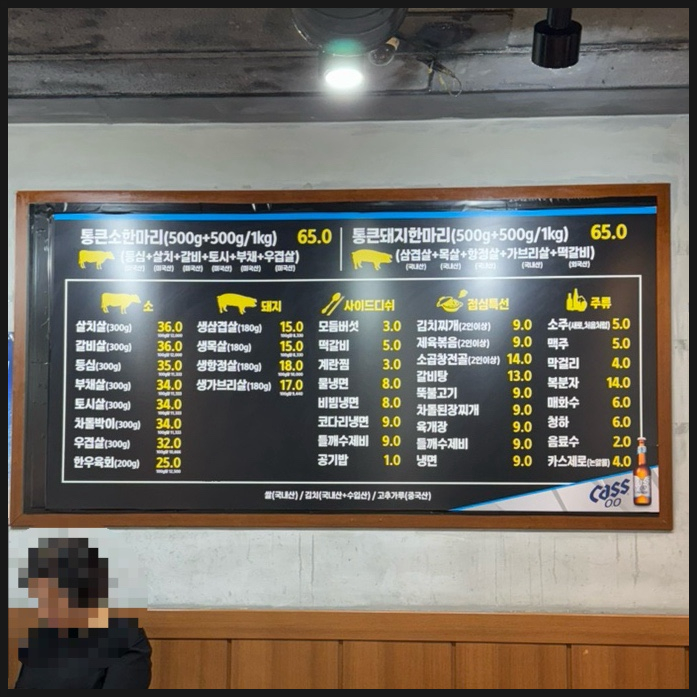 통큰소한마리(500g+500g/1kg) 65.0
(등심+살치+갈비+토시+부채+우겹살)
통큰돼지한마리(500g+500g/1kg) 65.0
(삼겹살+목살+항정살+가브리살+떡갈비)
소
살치살(300g) 36.0
갈비살(300g) 36.0
등심(300g) 35.0
부채살(300g) 34.0
토시살(300g) 34.0
차돌박이(300g) 34.0
우겹살(300g) 32.0
한우육회(200g) 25.0
돼지
생삼겹살(180g) 15.0
생목살(180g) 15.0
생항정살(180g) 18.0
생가브리살(180g) 17.0
사이드디쉬
모듬버섯 3.0
떡갈비 5.0
계란찜 3.0
물냉면 8.0
비빔냉면 8.0
코다리냉면 9.0
들깨수제비 9.0
공기밥 1.0
점심특선
김치찌개(2인이상) 9.0
제육볶음(2인이상) 9.0
소곱창전골(2인이상) 14.0
갈비탕 13.0
뚝불고기 9.0
차돌된장찌개 9.0
육개장 9.0
들깨수제비 9.0
냉면 9.0
주류
소주(새로,처음처럼) 5.0
맥주 5.0
막걸리 4.0
복분자 14.0
매화수 6.0
청하 6.0
음료수 2.0
카스제로(논알콜) 4.0
쌀(국내산) / 김치(국내산+수입산) / 고추가루(중국산)
cass